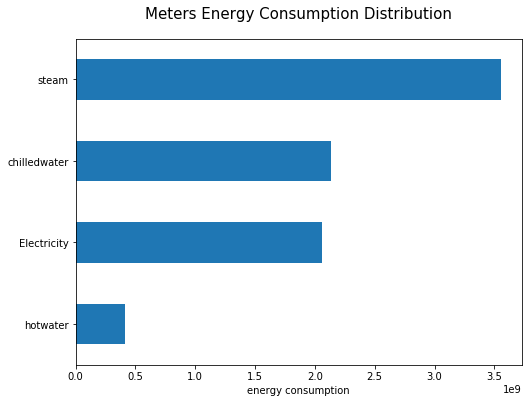 Meters Energy Consumption Distribution
steam
chilledwater
Electricity
hotwater
0.0 0.5 1.0 1.5 2.0 2.5 3.0 3.5
1e9
energy consumption